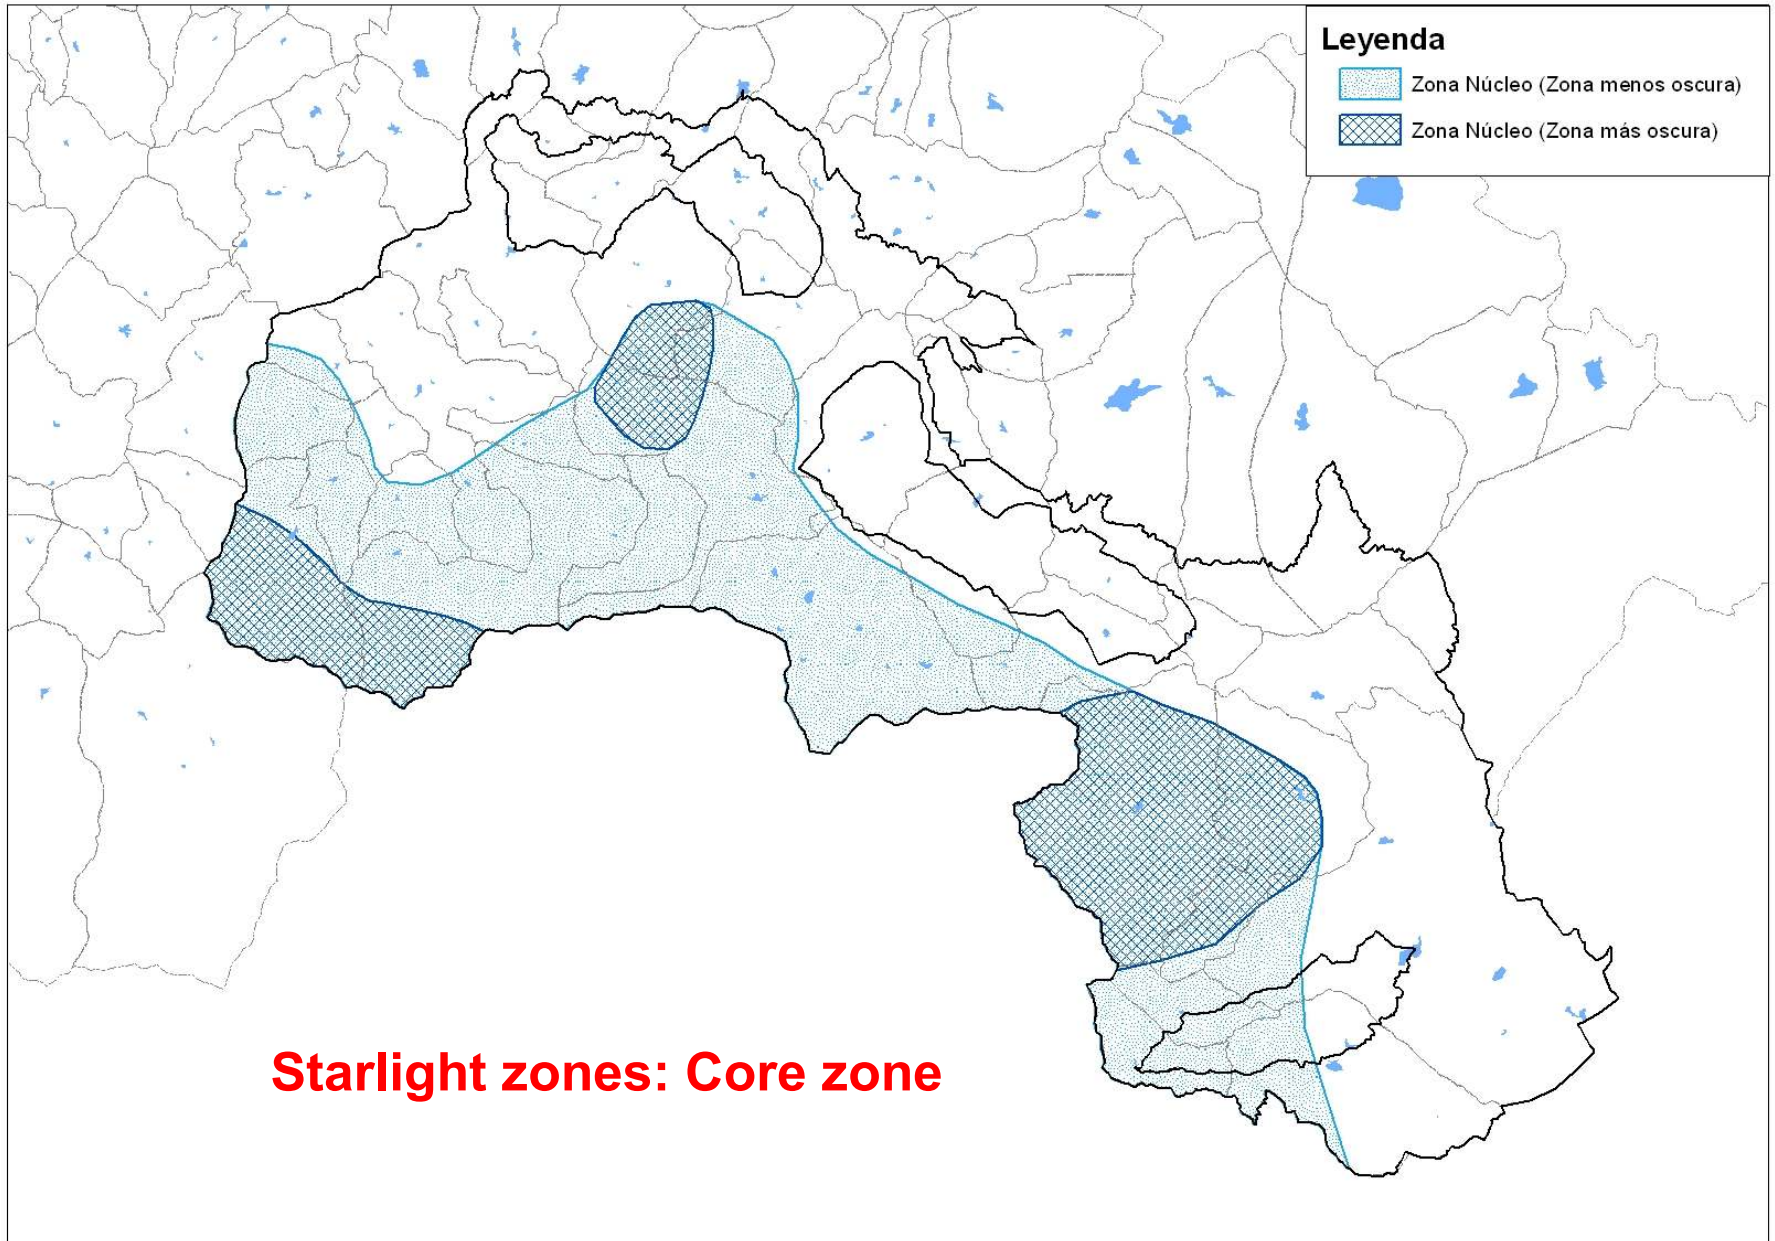 Leyenda
Zona Núcleo (Zona menos oscura)
Zona Núcleo (Zona más oscura)
Starlight zones: Core zone